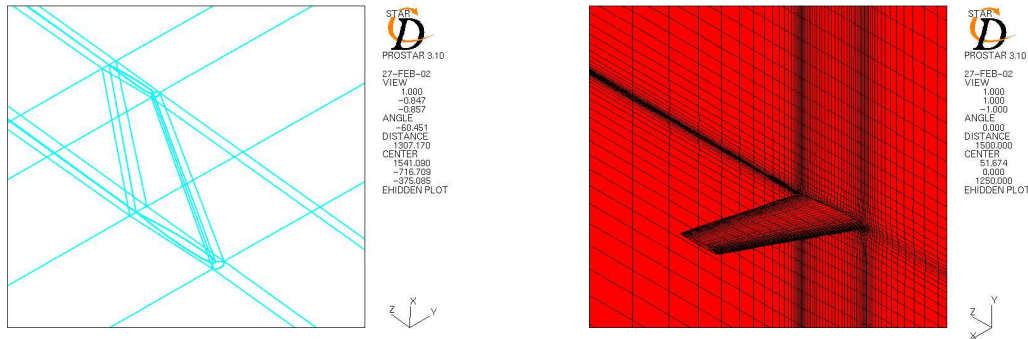 STAR
D
PROSTAR 3.10
27-FEB-02
VIEW
1.000
-0.847
-0.857
ANGLE
-60.451
DISTANCE
1307.170
CENTER
1541.090
-716.709
-375.085
EHIDDEN PLOT
X
Z
Y
STAR
D
PROSTAR 3.10
27-FEB-02
VIEW
1.000
1.000
-1.000
ANGLE
0.000
DISTANCE
1500.000
CENTER
51.674
0.000
1250.000
EHIDDEN PLOT
Y
Z
X